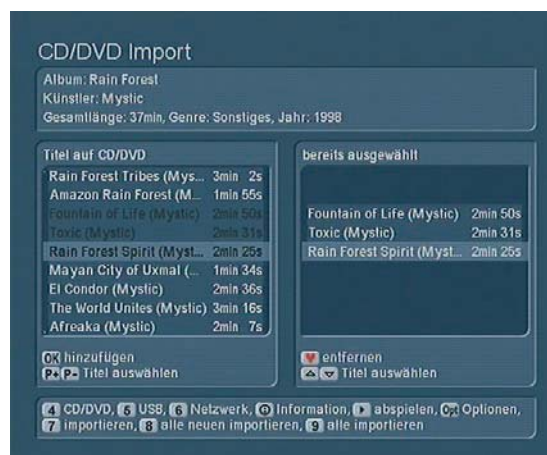 CD/DVD Import
Album: Rain Forest
Künstler: Mystic
Gesamtlänge: 37min, Genre: Sonstiges, Jahr: 1998
Titel auf CD/DVD
Rain Forest Tribes (Mys... 3min 2s
Amazon Rain Forest (M... 1min 55s
Fountain of Life (Mystic) 2min 50s
Toxic (Mystic) 2min 31s
Rain Forest Spirit (Myst... 2min 25s
Mayan City of Uxmal (... 1min 34s
El Condor (Mystic) 2min 36s
The World Unites (Mystic) 3min 16s
Afreaka (Mystic) 2min 7s
OK hinzufügen
P+ P- Titel auswählen
bereits ausgewählt
Fountain of Life (Mystic) 2min 50s
Toxic (Mystic) 2min 31s
Rain Forest Spirit (Myst... 2min 25s
entfernen
Titel auswählen
4 CD/DVD, 5 USB, 6 Netzwerk, Information, abspielen, Opt Optionen,
7 importieren, 8 alle neuen importieren, 9 alle importieren